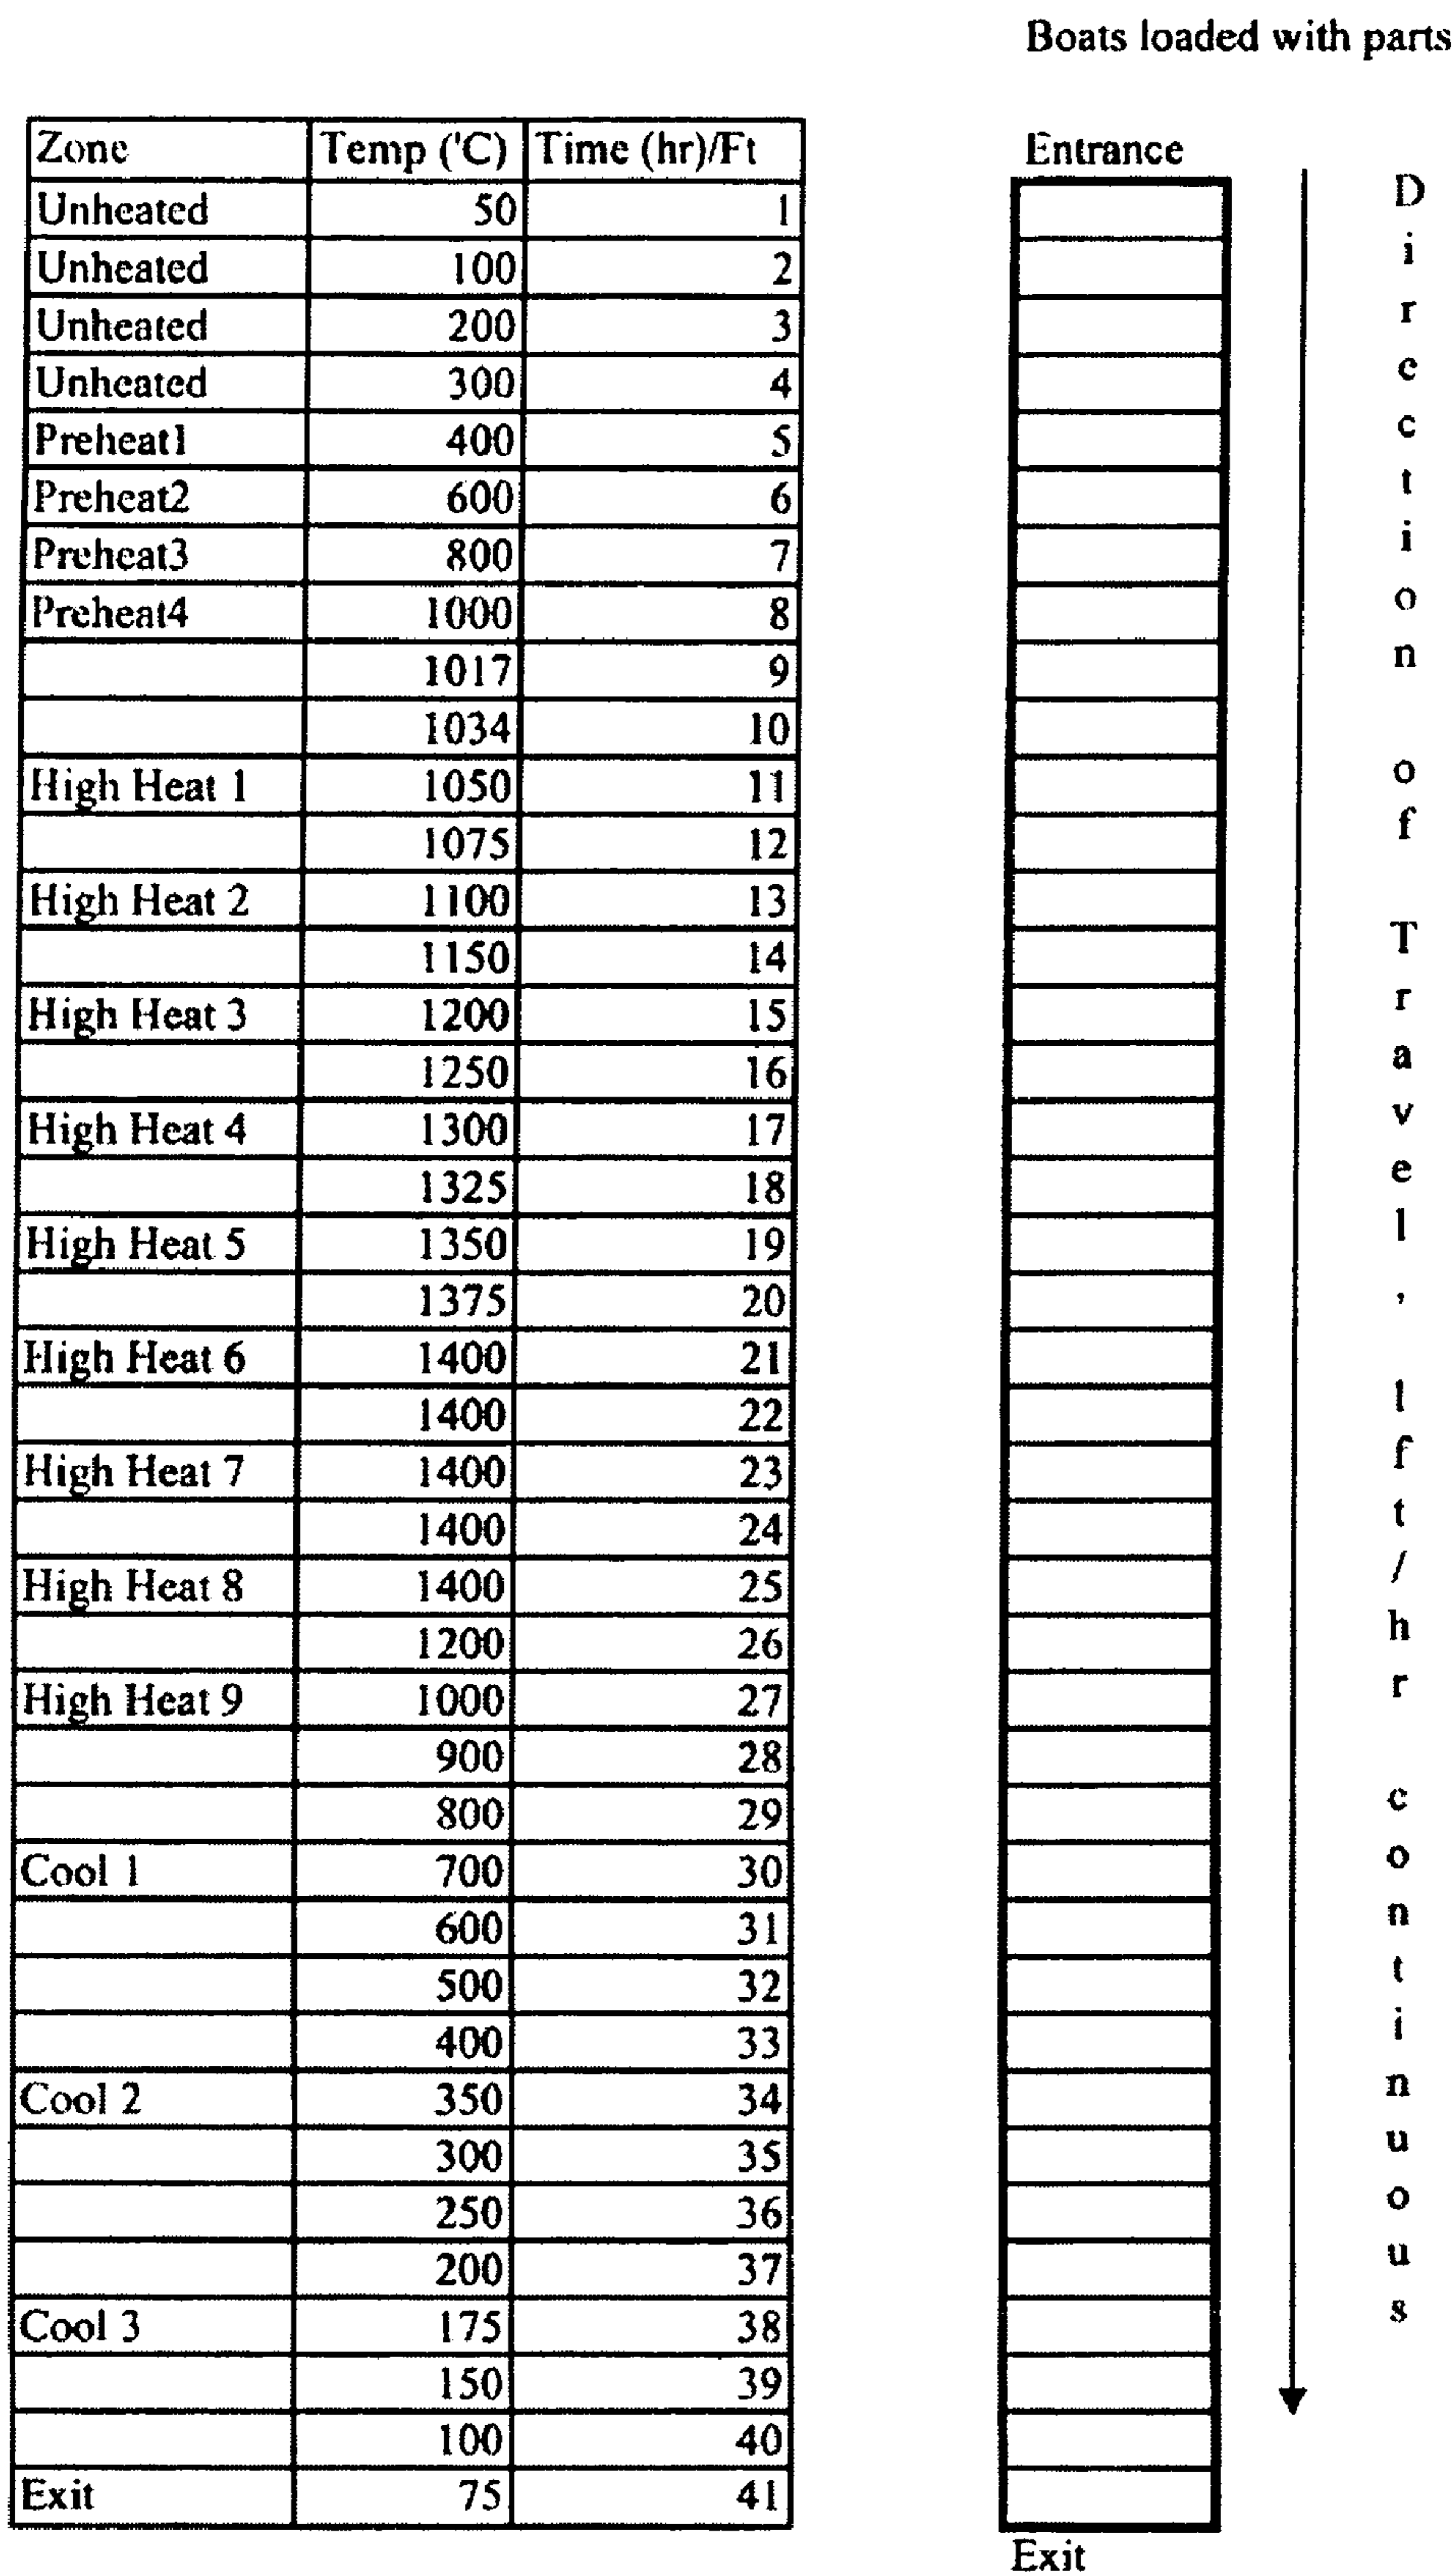 Boats loaded with parts
Zone Temp ('C) Time (hr)/Ft
Unheated 50 1
Unheated 100 2
Unheated 200 3
Unheated 300 4
Preheat1 400 5
Preheat2 600 6
Preheat3 800 7
Preheat4 1000 8
1017 9
1034 10
High Heat 1 1050 11
1075 12
High Heat 2 1100 13
1150 14
High Heat 3 1200 15
1250 16
High Heat 4 1300 17
1325 18
High Heat 5 1350 19
1375 20
High Heat 6 1400 21
1400 22
High Heat 7 1400 23
1400 24
High Heat 8 1400 25
1200 26
High Heat 9 1000 27
900 28
800 29
Cool 1 700 30
600 31
500 32
400 33
Cool 2 350 34
300 35
250 36
200 37
Cool 3 175 38
150 39
100 40
Exit 75 41
Entrance
Exit
Direction of Travel, 1ft/hr continuous